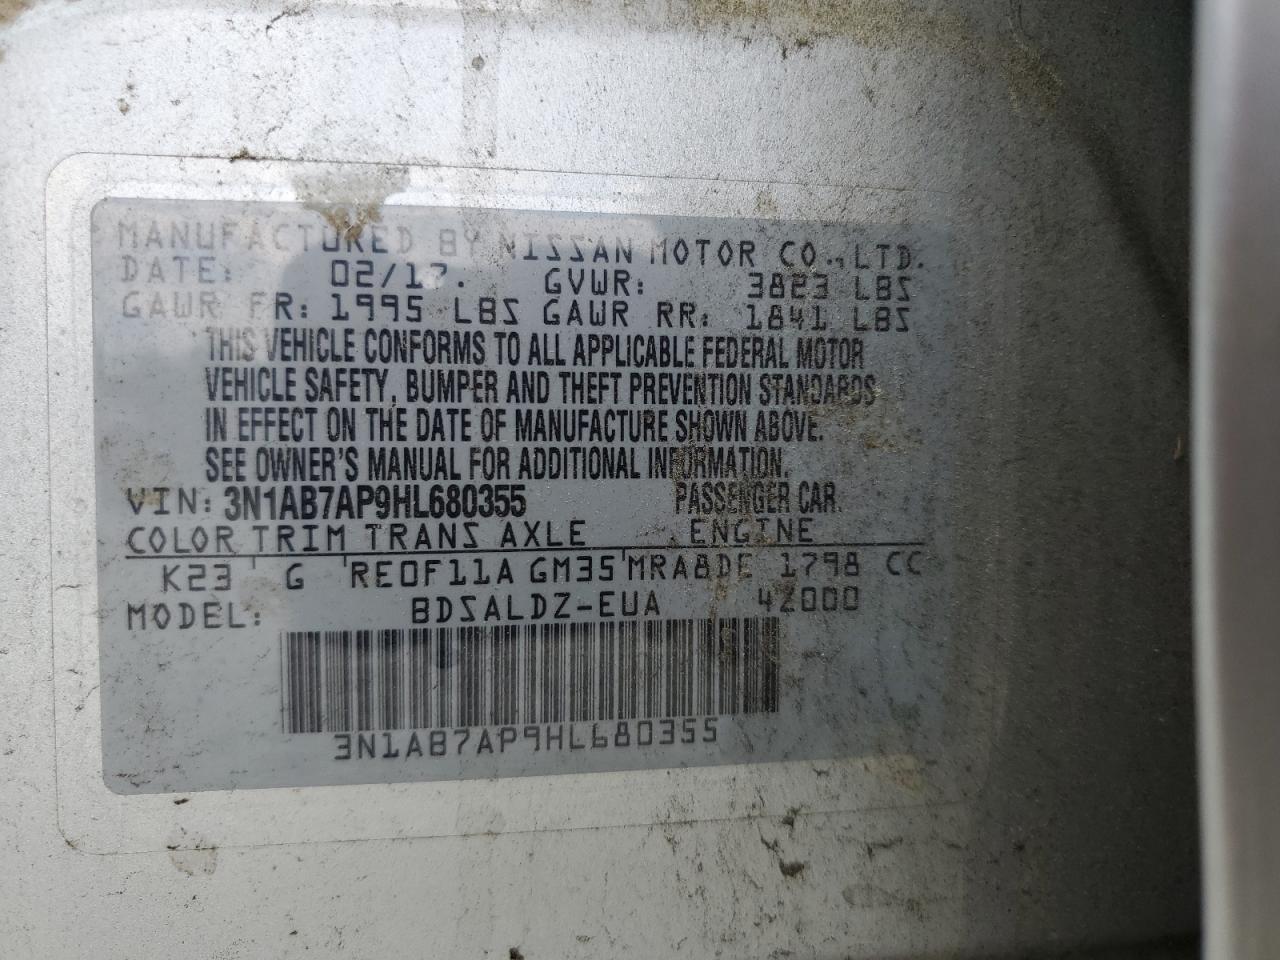 MANUFACTURED BY NISSAN MOTOR CO., LTD.
DATE: 02/17. GVWR: 3823 LBS
GAWR FR: 1995 LBS GAWR RR: 1841 LBS
THIS VEHICLE CONFORMS TO ALL APPLICABLE FEDERAL MOTOR
VEHICLE SAFETY, BUMPER AND THEFT PREVENTION STANDARDS
IN EFFECT ON THE DATE OF MANUFACTURE SHOWN ABOVE.
SEE OWNER'S MANUAL FOR ADDITIONAL INFORMATION.
VIN: 3N1AB7AP9HL680355 PASSENGER CAR.
COLOR TRIM TRANS AXLE ENGINE
K23 G RE0F11A GM35 MRA8DE 1798 CC
MODEL: BDSALDZ-EUA 4Z000
3N1AB7AP9HL680355